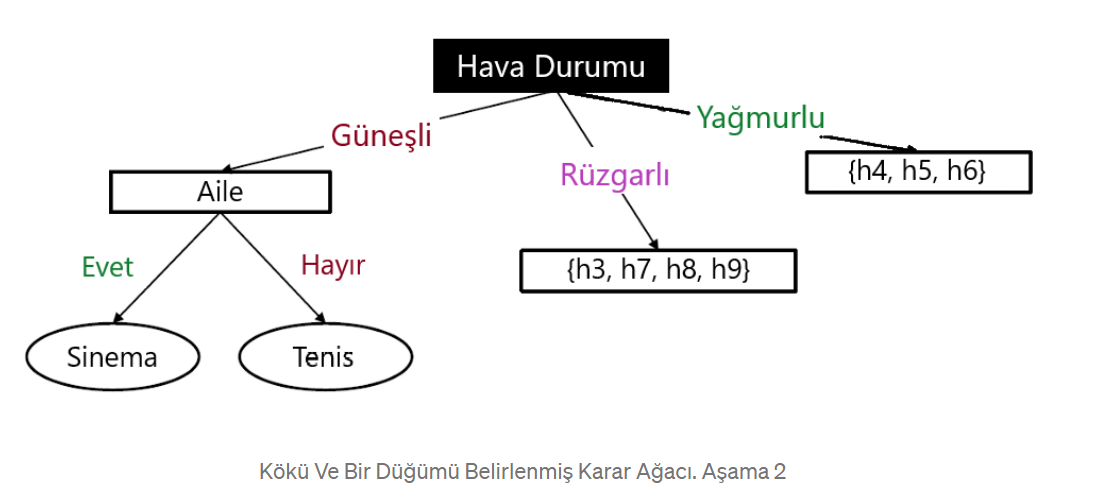 Hava Durumu
Güneşli
Yağmurlu
Rüzgarlı
{h4, h5, h6}
Aile
Evet
Hayır
{h3, h7, h8, h9}
Sinema
Tenis
Kökü Ve Bir Düğümü Belirlenmiş Karar Ağacı. Aşama 2